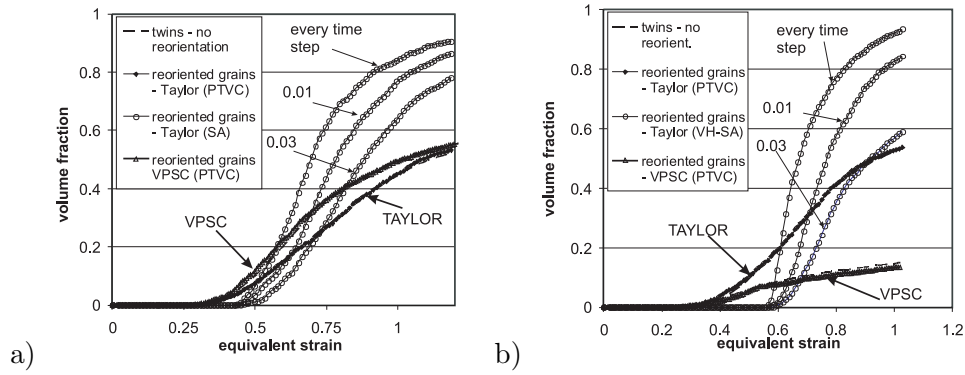 twins - no
reorientation
reoriented grains
- Taylor (PTVC)
reoriented grains
- Taylor (SA)
reoriented grains
VPSC (PTVC)
every time
step
0.01
0.03
VPSC
TAYLOR
volume fraction
1
0.8
0.6
0.4
0.2
0
0 0.25 0.5 0.75 1
equivalent strain
a)
twins - no
reorient.
reoriented grains
- Taylor (PTVC)
reoriented grains
- Taylor (VH-SA)
reoriented grains
- VPSC (PTVC)
every time
step
0.01
0.03
TAYLOR
VPSC
volume fraction
1
0.8
0.6
0.4
0.2
0
0 0.2 0.4 0.6 0.8 1 1.2
equivalent strain
b)